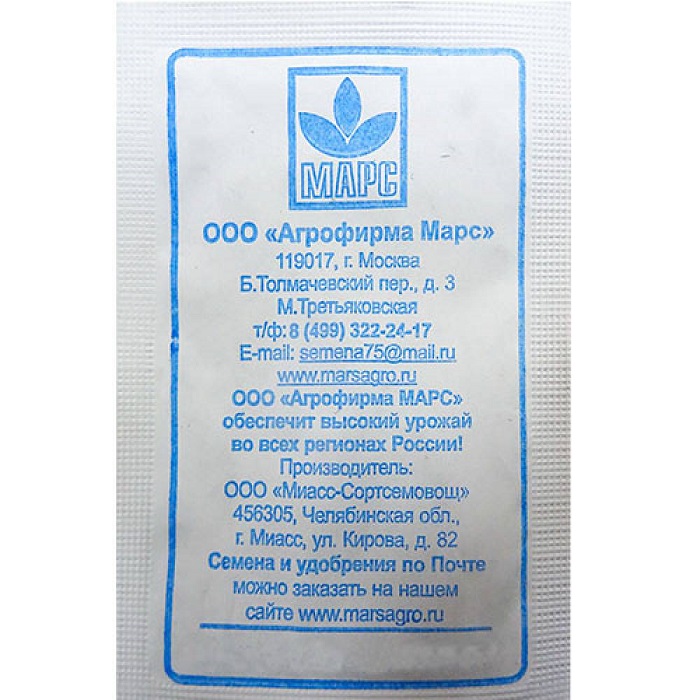 МАРС
ООО «Агрофирма Марс»
119017, г. Москва
Б.Толмачевский пер., д. 3
М.Третьяковская
т/ф: 8 (499) 322-24-17
E-mail: semena75@mail.ru
www.marsagro.ru
ООО «Агрофирма МАРС»
обеспечит высокий урожай
во всех регионах России!
Производитель:
ООО «Миасс-Сортсемовощ»
456305, Челябинская обл.,
г. Миасс, ул. Кирова, д. 82
Семена и удобрения по Почте
можно заказать на нашем
сайте www.marsagro.ru